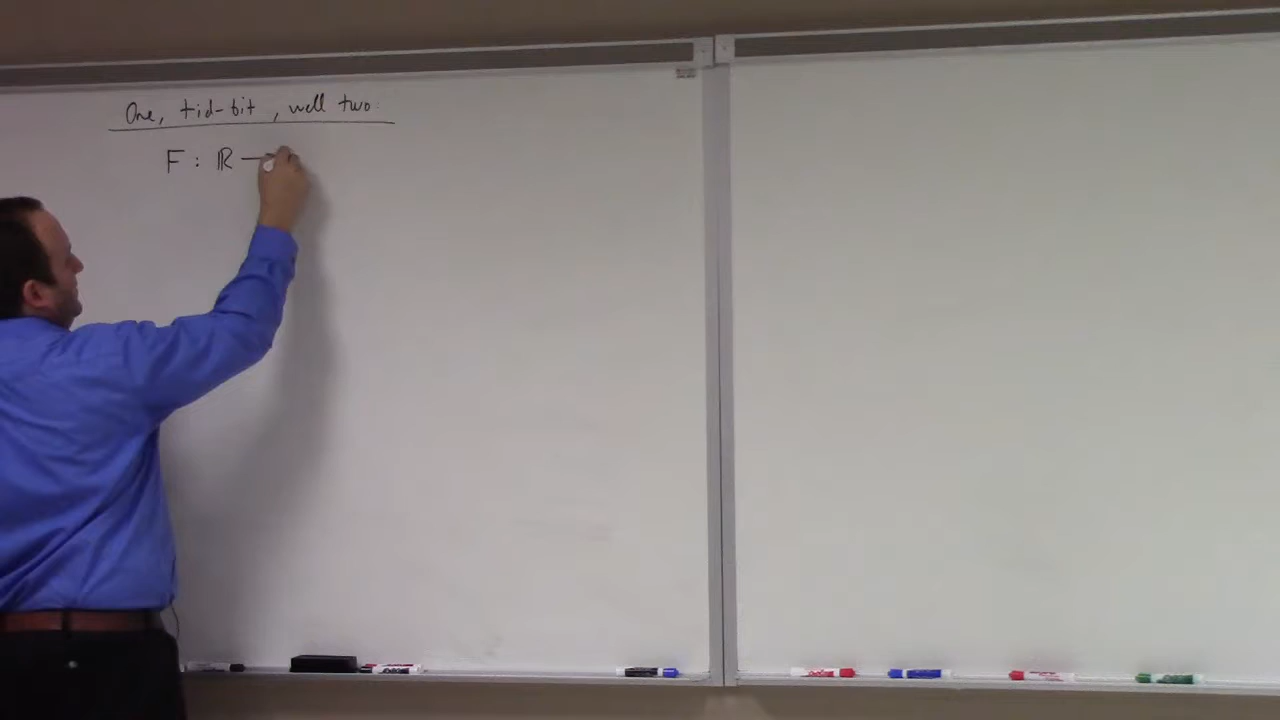 One, tid-bit, well two:
F : ℝ —